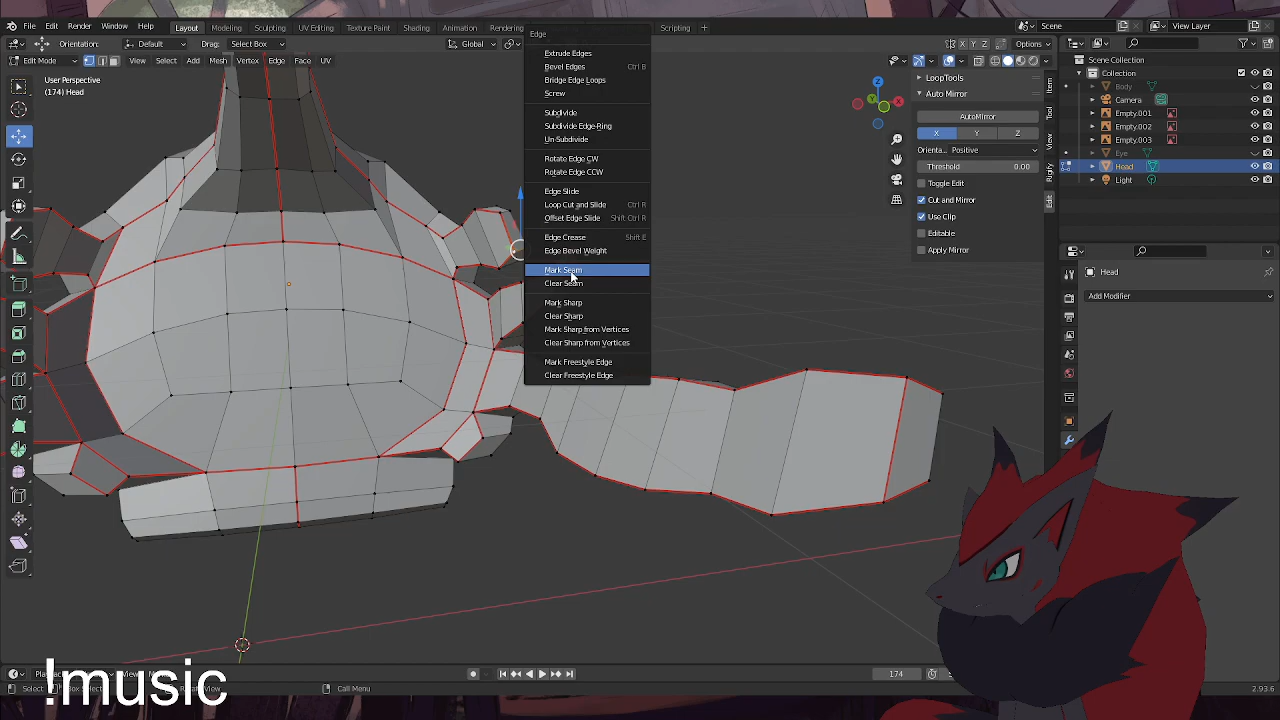 File Edit Render Window Help Layout Modeling Sculpting UV Editing Texture Paint Shading Animation Rendering Scripting + Scene View Layer
Orientation: Default Drag: Select Box Global X Y Z Options
Edit Mode View Select Add Mesh Vertex Edge Face UV
User Perspective
(174) Head
Edge
Extrude Edges
Bevel Edges Ctrl B
Bridge Edge Loops
Screw
Subdivide
Subdivide Edge-Ring
Un-Subdivide
Rotate Edge CW
Rotate Edge CCW
Edge Slide
Loop Cut and Slide Ctrl R
Offset Edge Slide Shift Ctrl R
Edge Crease Shift E
Edge Bevel Weight
Mark Seam
Clear Seam
Mark Sharp
Clear Sharp
Mark Sharp from Vertices
Clear Sharp from Vertices
Mark Freestyle Edge
Clear Freestyle Edge
Z
X
Y
LoopTools
Auto Mirror
AutoMirror
X Y Z
Orienta... Positive
Threshold 0.00
Toggle Edit
Cut and Mirror
Use Clip
Editable
Apply Mirror
Item
Tool
View
Rigify
Edit
Scene Collection
Collection
Body
Camera
Empty.001
Empty.002
Empty.003
Eye
Head
Light
Head
Add Modifier
174
Select Call Menu 2.93.6
!music